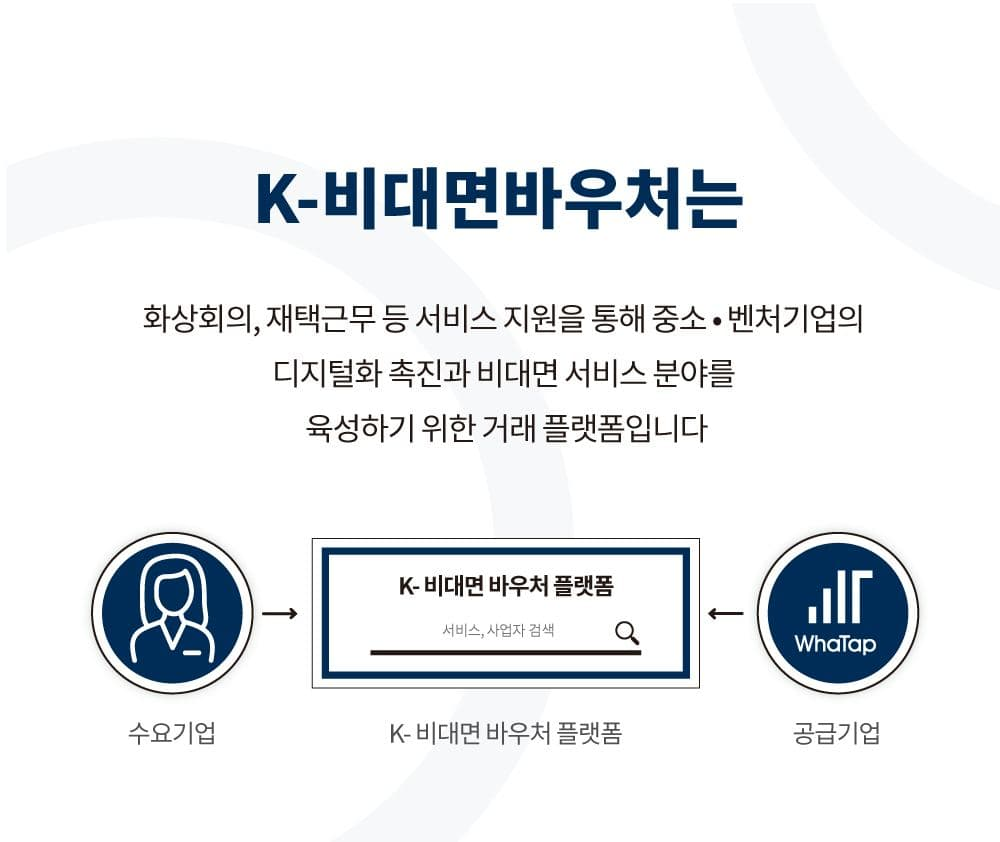 K-비대면바우처는
화상회의, 재택근무 등 서비스 지원을 통해 중소 • 벤처기업의
디지털화 촉진과 비대면 서비스 분야를
육성하기 위한 거래 플랫폼입니다
K- 비대면 바우처 플랫폼
서비스, 사업자 검색
WhaTap
수요기업
K- 비대면 바우처 플랫폼
공급기업